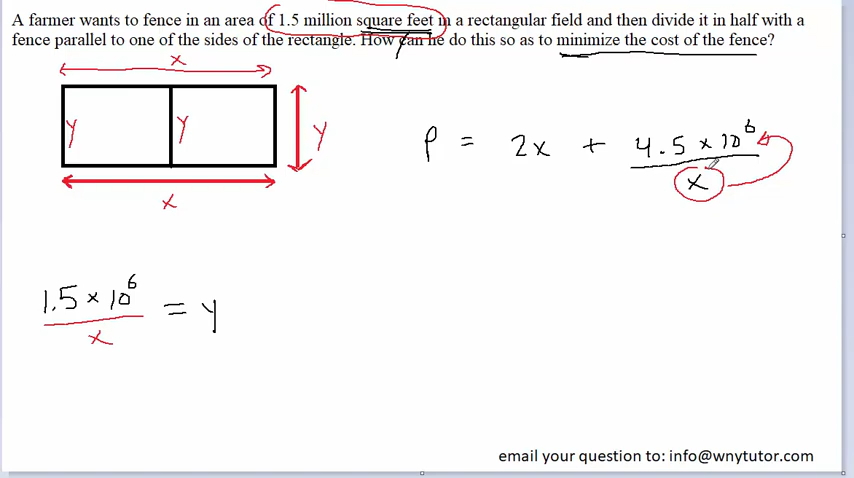 A farmer wants to fence in an area of 1.5 million square feet in a rectangular field and then divide it in half with a
fence parallel to one of the sides of the rectangle. How can he do this so as to minimize the cost of the fence?
x
y y y
x
P = 2x + 4.5 × 10^6 / x
1.5 × 10^6 / x = y
email your question to: info@wnytutor.com